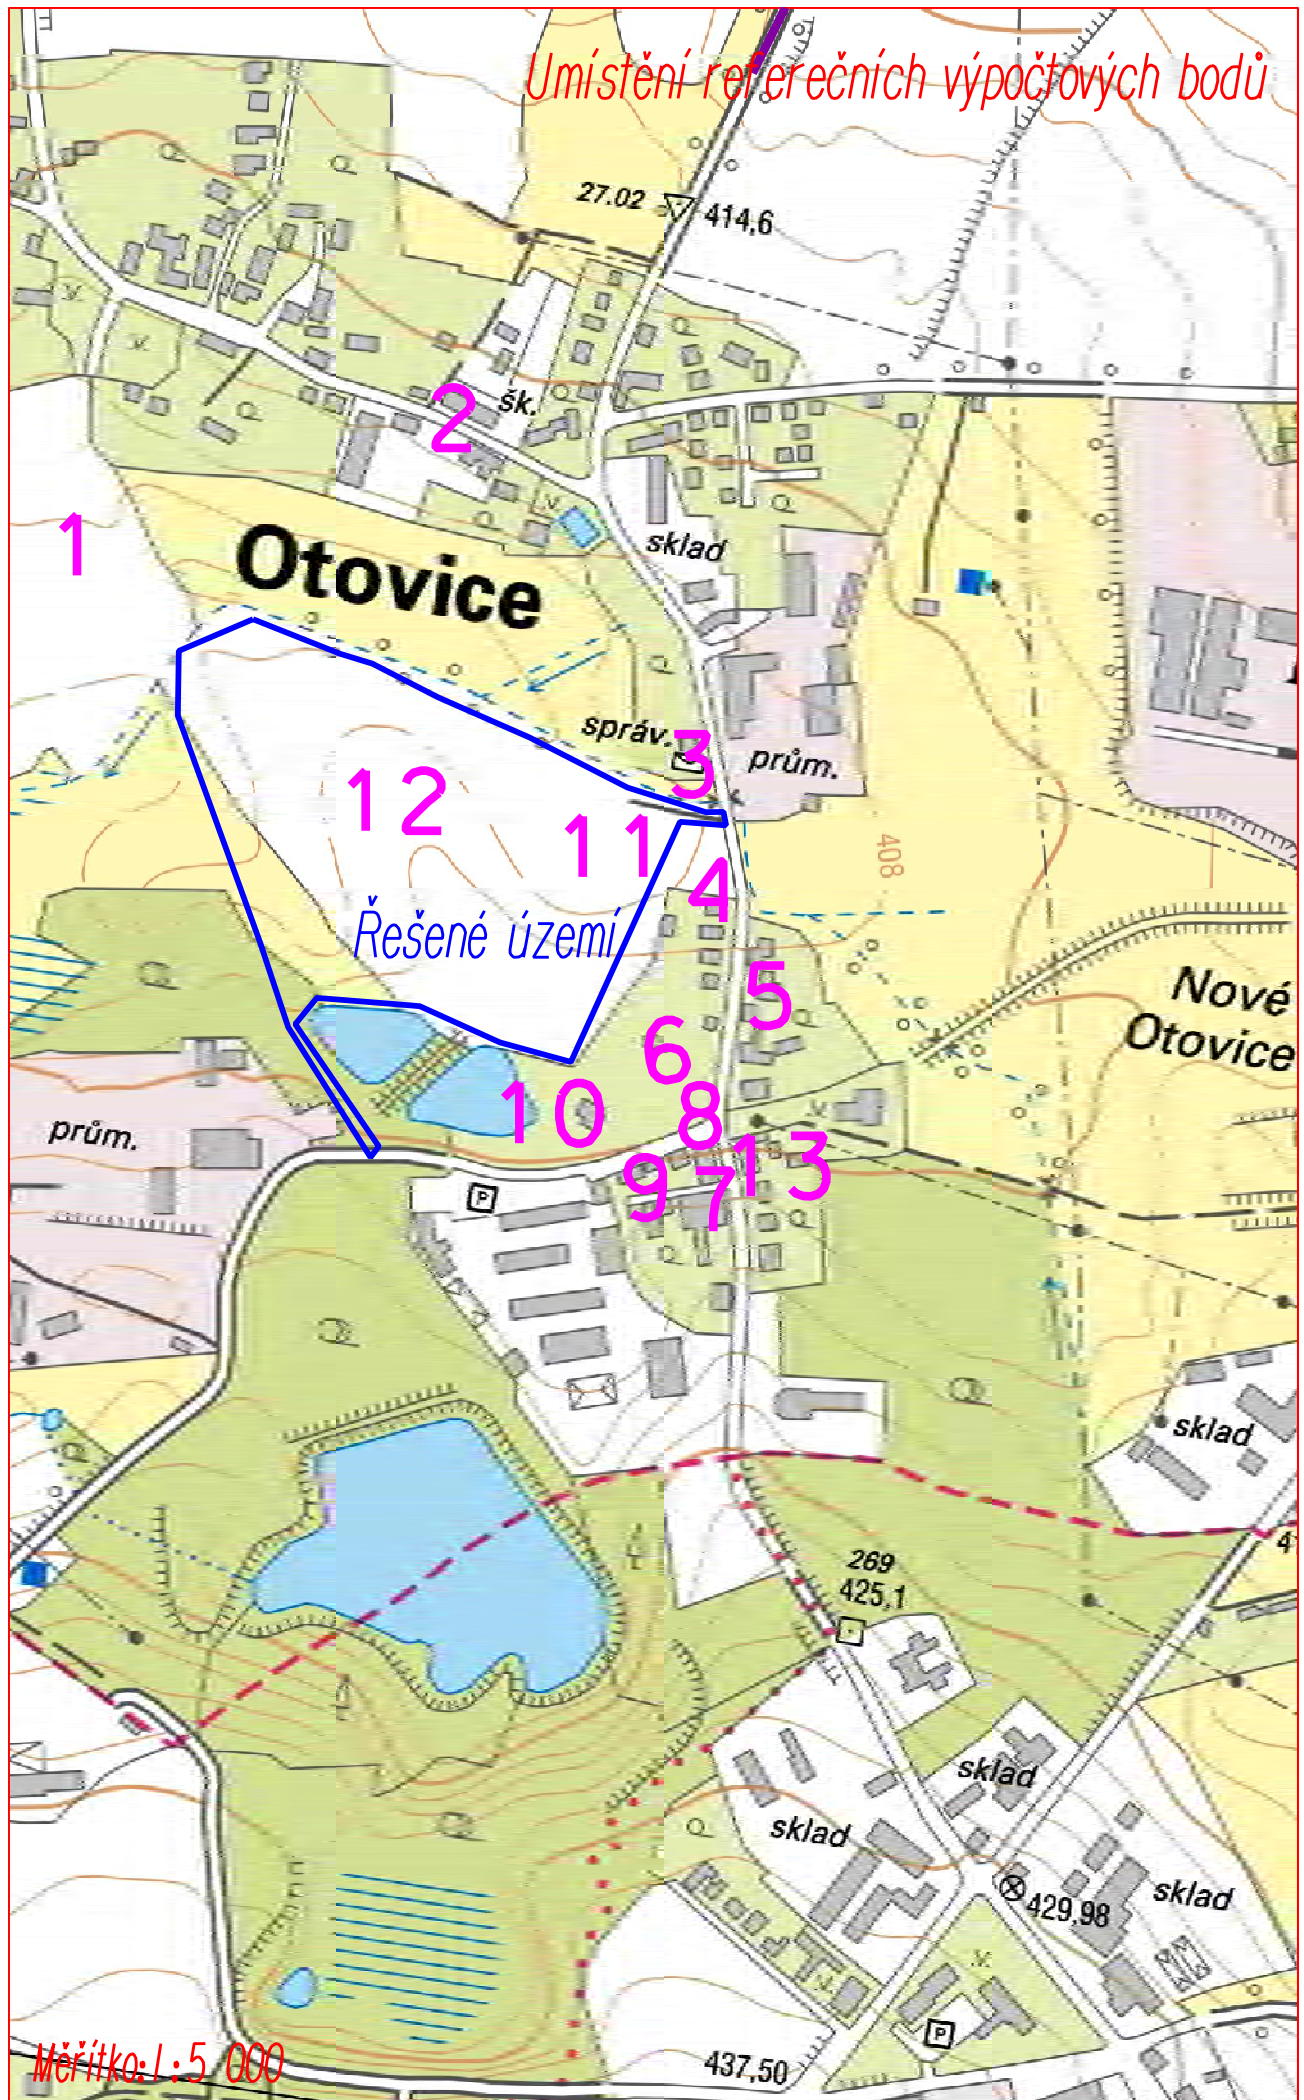 Umístění referečních výpočtových bodů
27.02
414,6
2
šk.
1
Otovice
sklad
správ.
3
prům.
12
11
408
4
Řešené území
5
Nové
Otovice
6
10
8
prům.
13
9
7
P
sklad
269
425,1
sklad
sklad
sklad
429,98
P
437,50
Měřítko:1:5 000